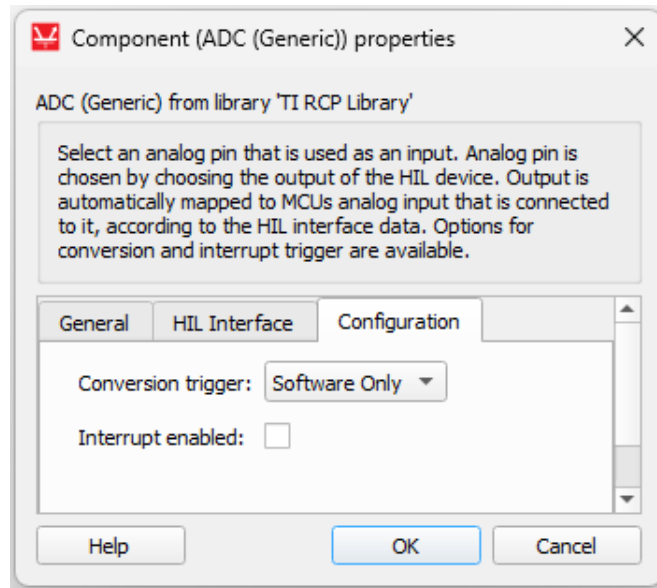 Component (ADC (Generic)) properties
ADC (Generic) from library 'TI RCP Library'
Select an analog pin that is used as an input. Analog pin is
chosen by choosing the output of the HIL device. Output is
automatically mapped to MCUs analog input that is connected
to it, according to the HIL interface data. Options for
conversion and interrupt trigger are available.
General HIL Interface Configuration
Conversion trigger: Software Only
Interrupt enabled:
Help OK Cancel